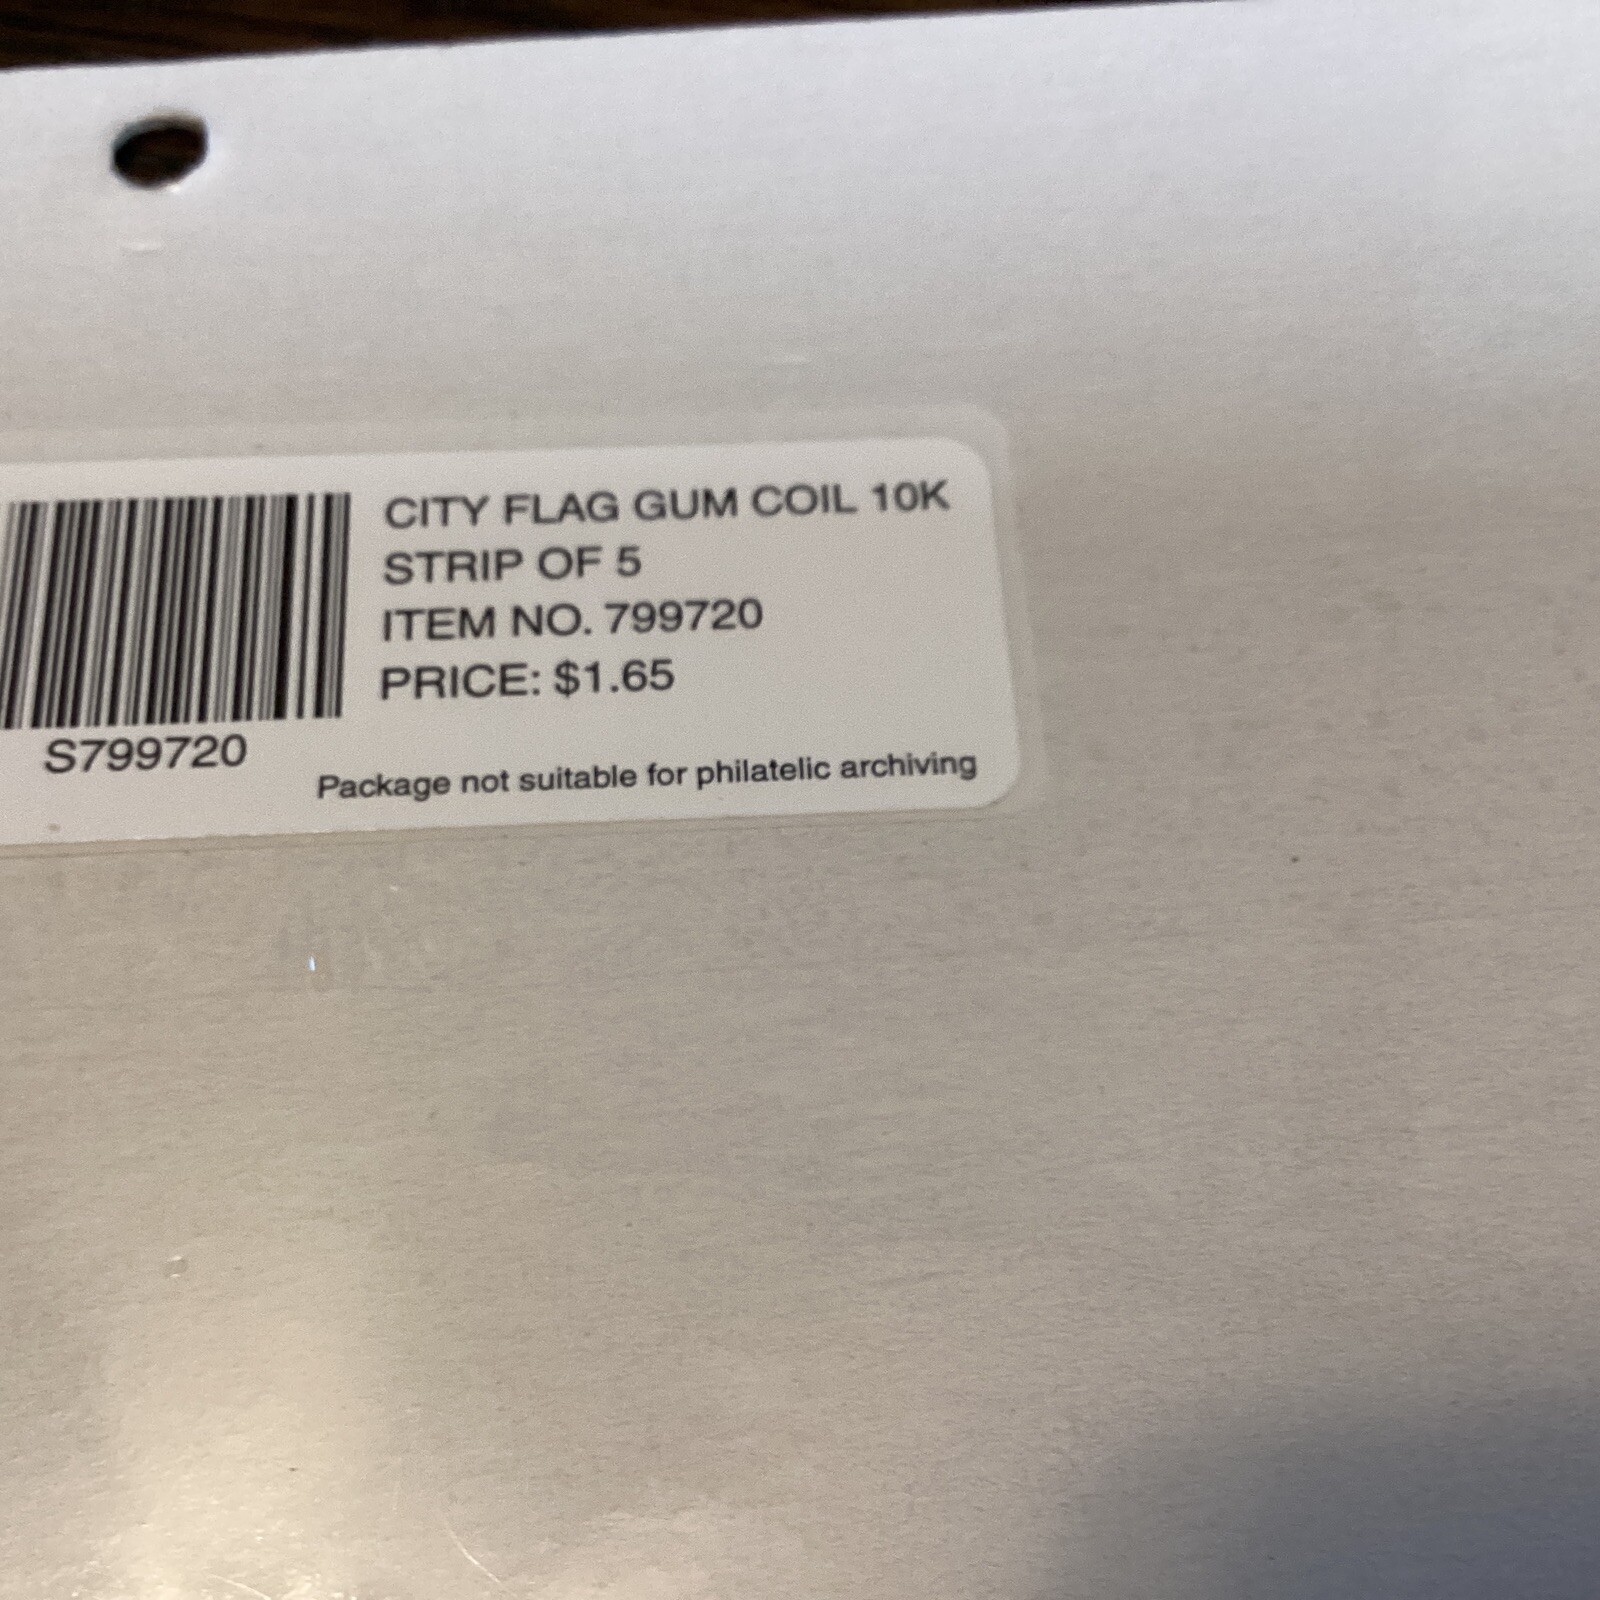 CITY FLAG GUM COIL 10K
STRIP OF 5
ITEM NO. 799720
PRICE: $1.65
S799720
Package not suitable for philatelic archiving